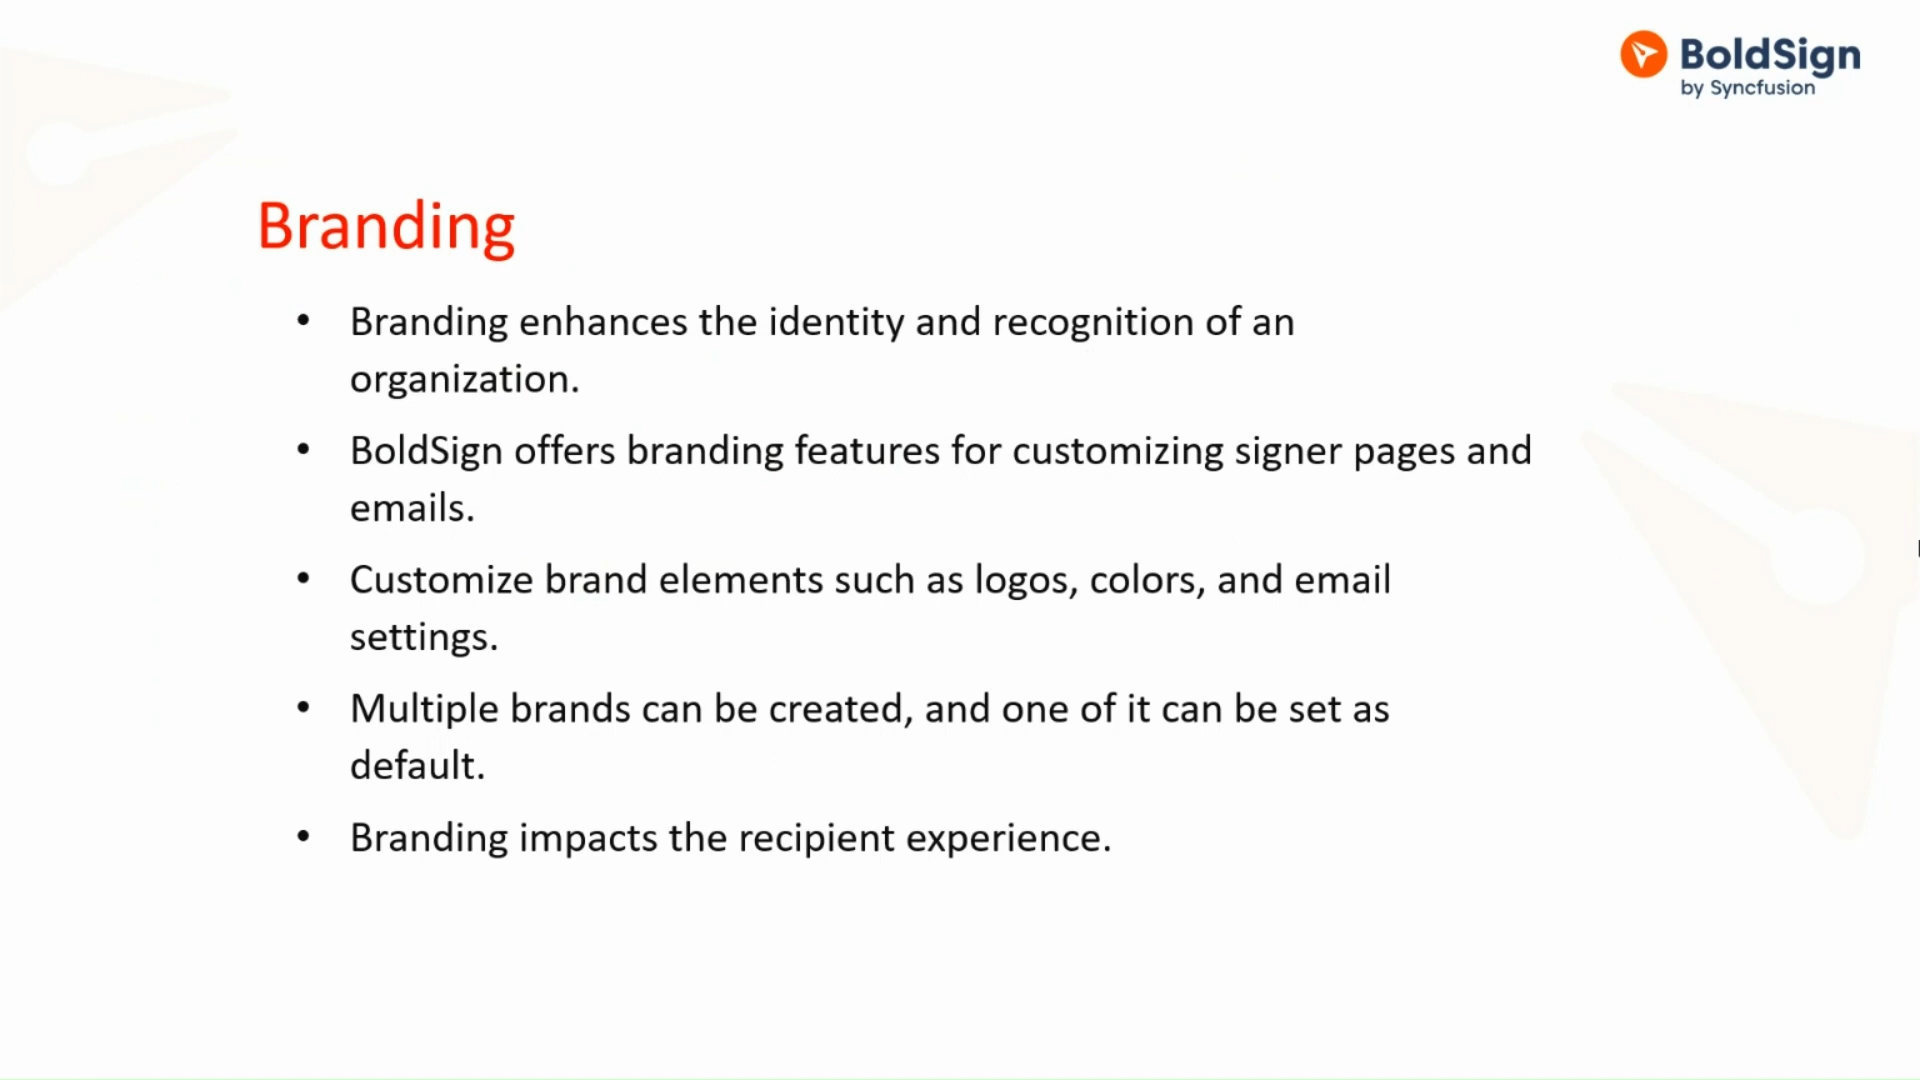 BoldSign
by Syncfusion
Branding
• Branding enhances the identity and recognition of an
organization.
• BoldSign offers branding features for customizing signer pages and
emails.
• Customize brand elements such as logos, colors, and email
settings.
• Multiple brands can be created, and one of it can be set as
default.
• Branding impacts the recipient experience.